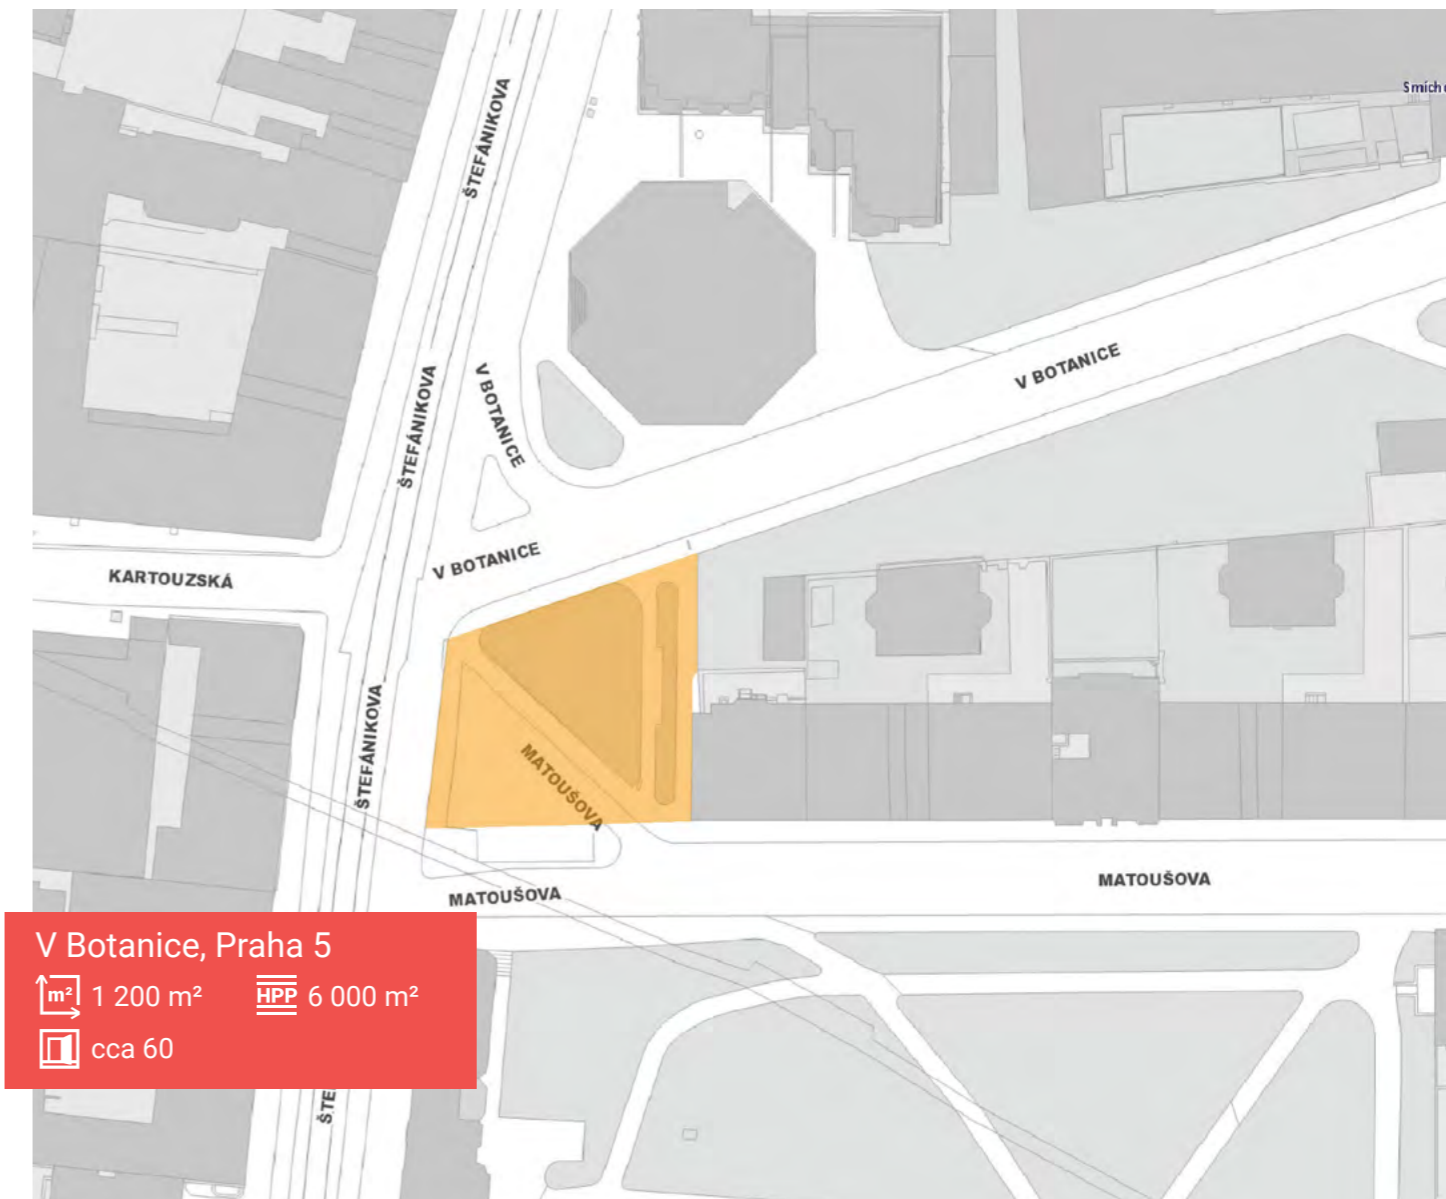 Smích
ŠTEFÁNIKOVA
V BOTANICE
V BOTANICE
ŠTEFÁNIKOVA
V BOTANICE
KARTOUZSKÁ
ŠTEFÁNIKOVA
MATOUŠOVA
MATOUŠOVA
MATOUŠOVA
V Botanice, Praha 5
m² 1 200 m² HPP 6 000 m²
cca 60
ŠTE